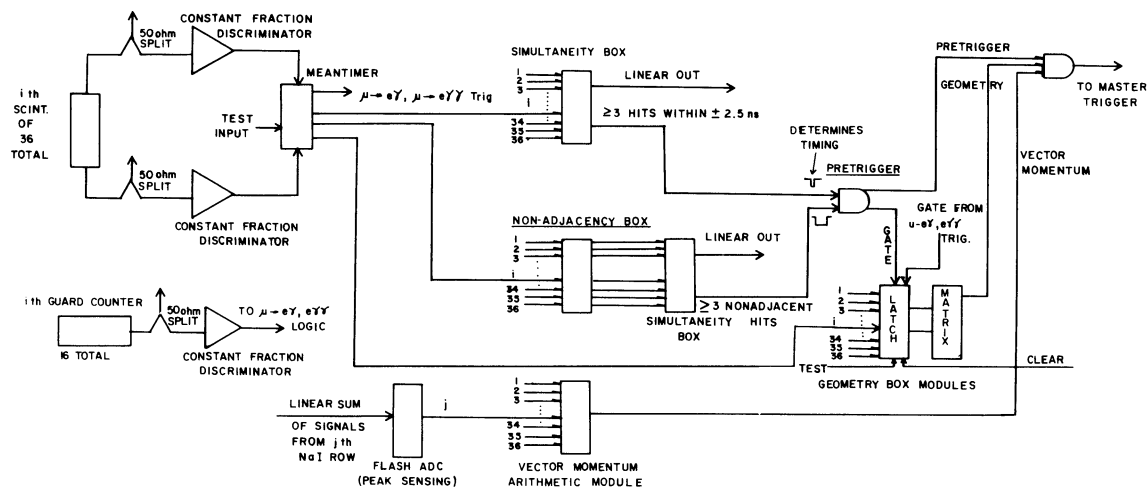 CONSTANT FRACTION
DISCRIMINATOR
50ohm
SPLIT
i th
SCINT.
OF
36
TOTAL
TEST
INPUT
MEANTIMER
μ→eγ, μ→eγγ Trig
50ohm
SPLIT
CONSTANT FRACTION
DISCRIMINATOR
SIMULTANEITY BOX
1
2
3
i
34
35
36
LINEAR OUT
≥3 HITS WITHIN ± 2.5 ns
DETERMINES
TIMING
PRETRIGGER
PRETRIGGER
GEOMETRY
TO MASTER
TRIGGER
VECTOR
MOMENTUM
NON-ADJACENCY BOX
1
2
3
i
34
35
36
LINEAR OUT
≥3 NONADJACENT
SIMULTANEITY HITS
BOX
GATE
GATE FROM
u-eγ, eγγ
TRIG.
1
2
3
i
34
35
36
LATCH
MATRIX
TEST
CLEAR
GEOMETRY BOX MODULES
i th GUARD COUNTER
50ohm
SPLIT
16 TOTAL
TO μ→eγ, eγγ
LOGIC
CONSTANT FRACTION
DISCRIMINATOR
LINEAR SUM
OF SIGNALS
FROM jth
NaI ROW
j
FLASH ADC
(PEAK SENSING)
1
2
3
34
35
36
VECTOR MOMENTUM
ARITHMETIC MODULE